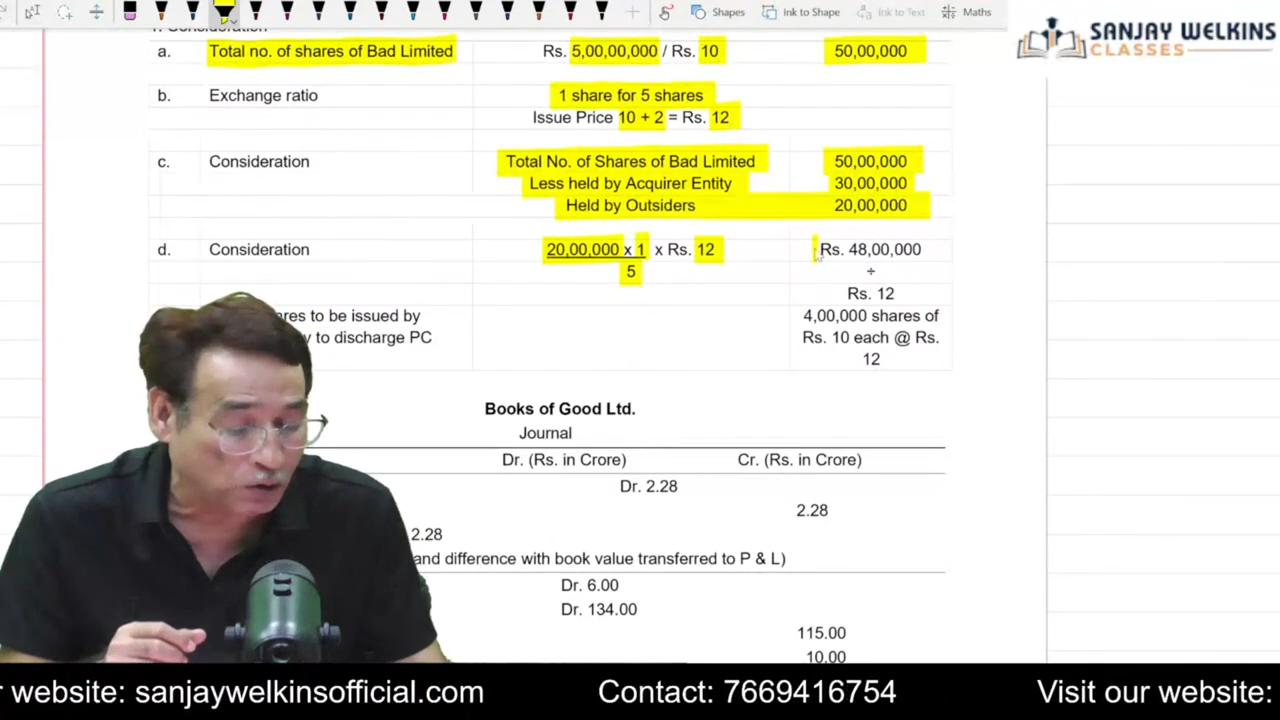 Shapes
Ink to Shape
Ink to Text
Maths
SANJAY WELKINS
CLASSES
a. Total no. of shares of Bad Limited Rs. 5,00,00,000 / Rs. 10 50,00,000
b. Exchange ratio 1 share for 5 shares
Issue Price 10 + 2 = Rs. 12
c. Consideration Total No. of Shares of Bad Limited 50,00,000
Less held by Acquirer Entity 30,00,000
Held by Outsiders 20,00,000
d. Consideration 20,00,000 x 1 x Rs. 12 Rs. 48,00,000
5 ÷
Rs. 12
to be issued by 4,00,000 shares of
to discharge PC Rs. 10 each @ Rs.
12
Books of Good Ltd.
Journal
Dr. (Rs. in Crore) Cr. (Rs. in Crore)
Dr. 2.28
2.28
2.28
and difference with book value transferred to P & L)
Dr. 6.00
Dr. 134.00
115.00
10.00
website: sanjaywelkinsofficial.com Contact: 7669416754 Visit our website: